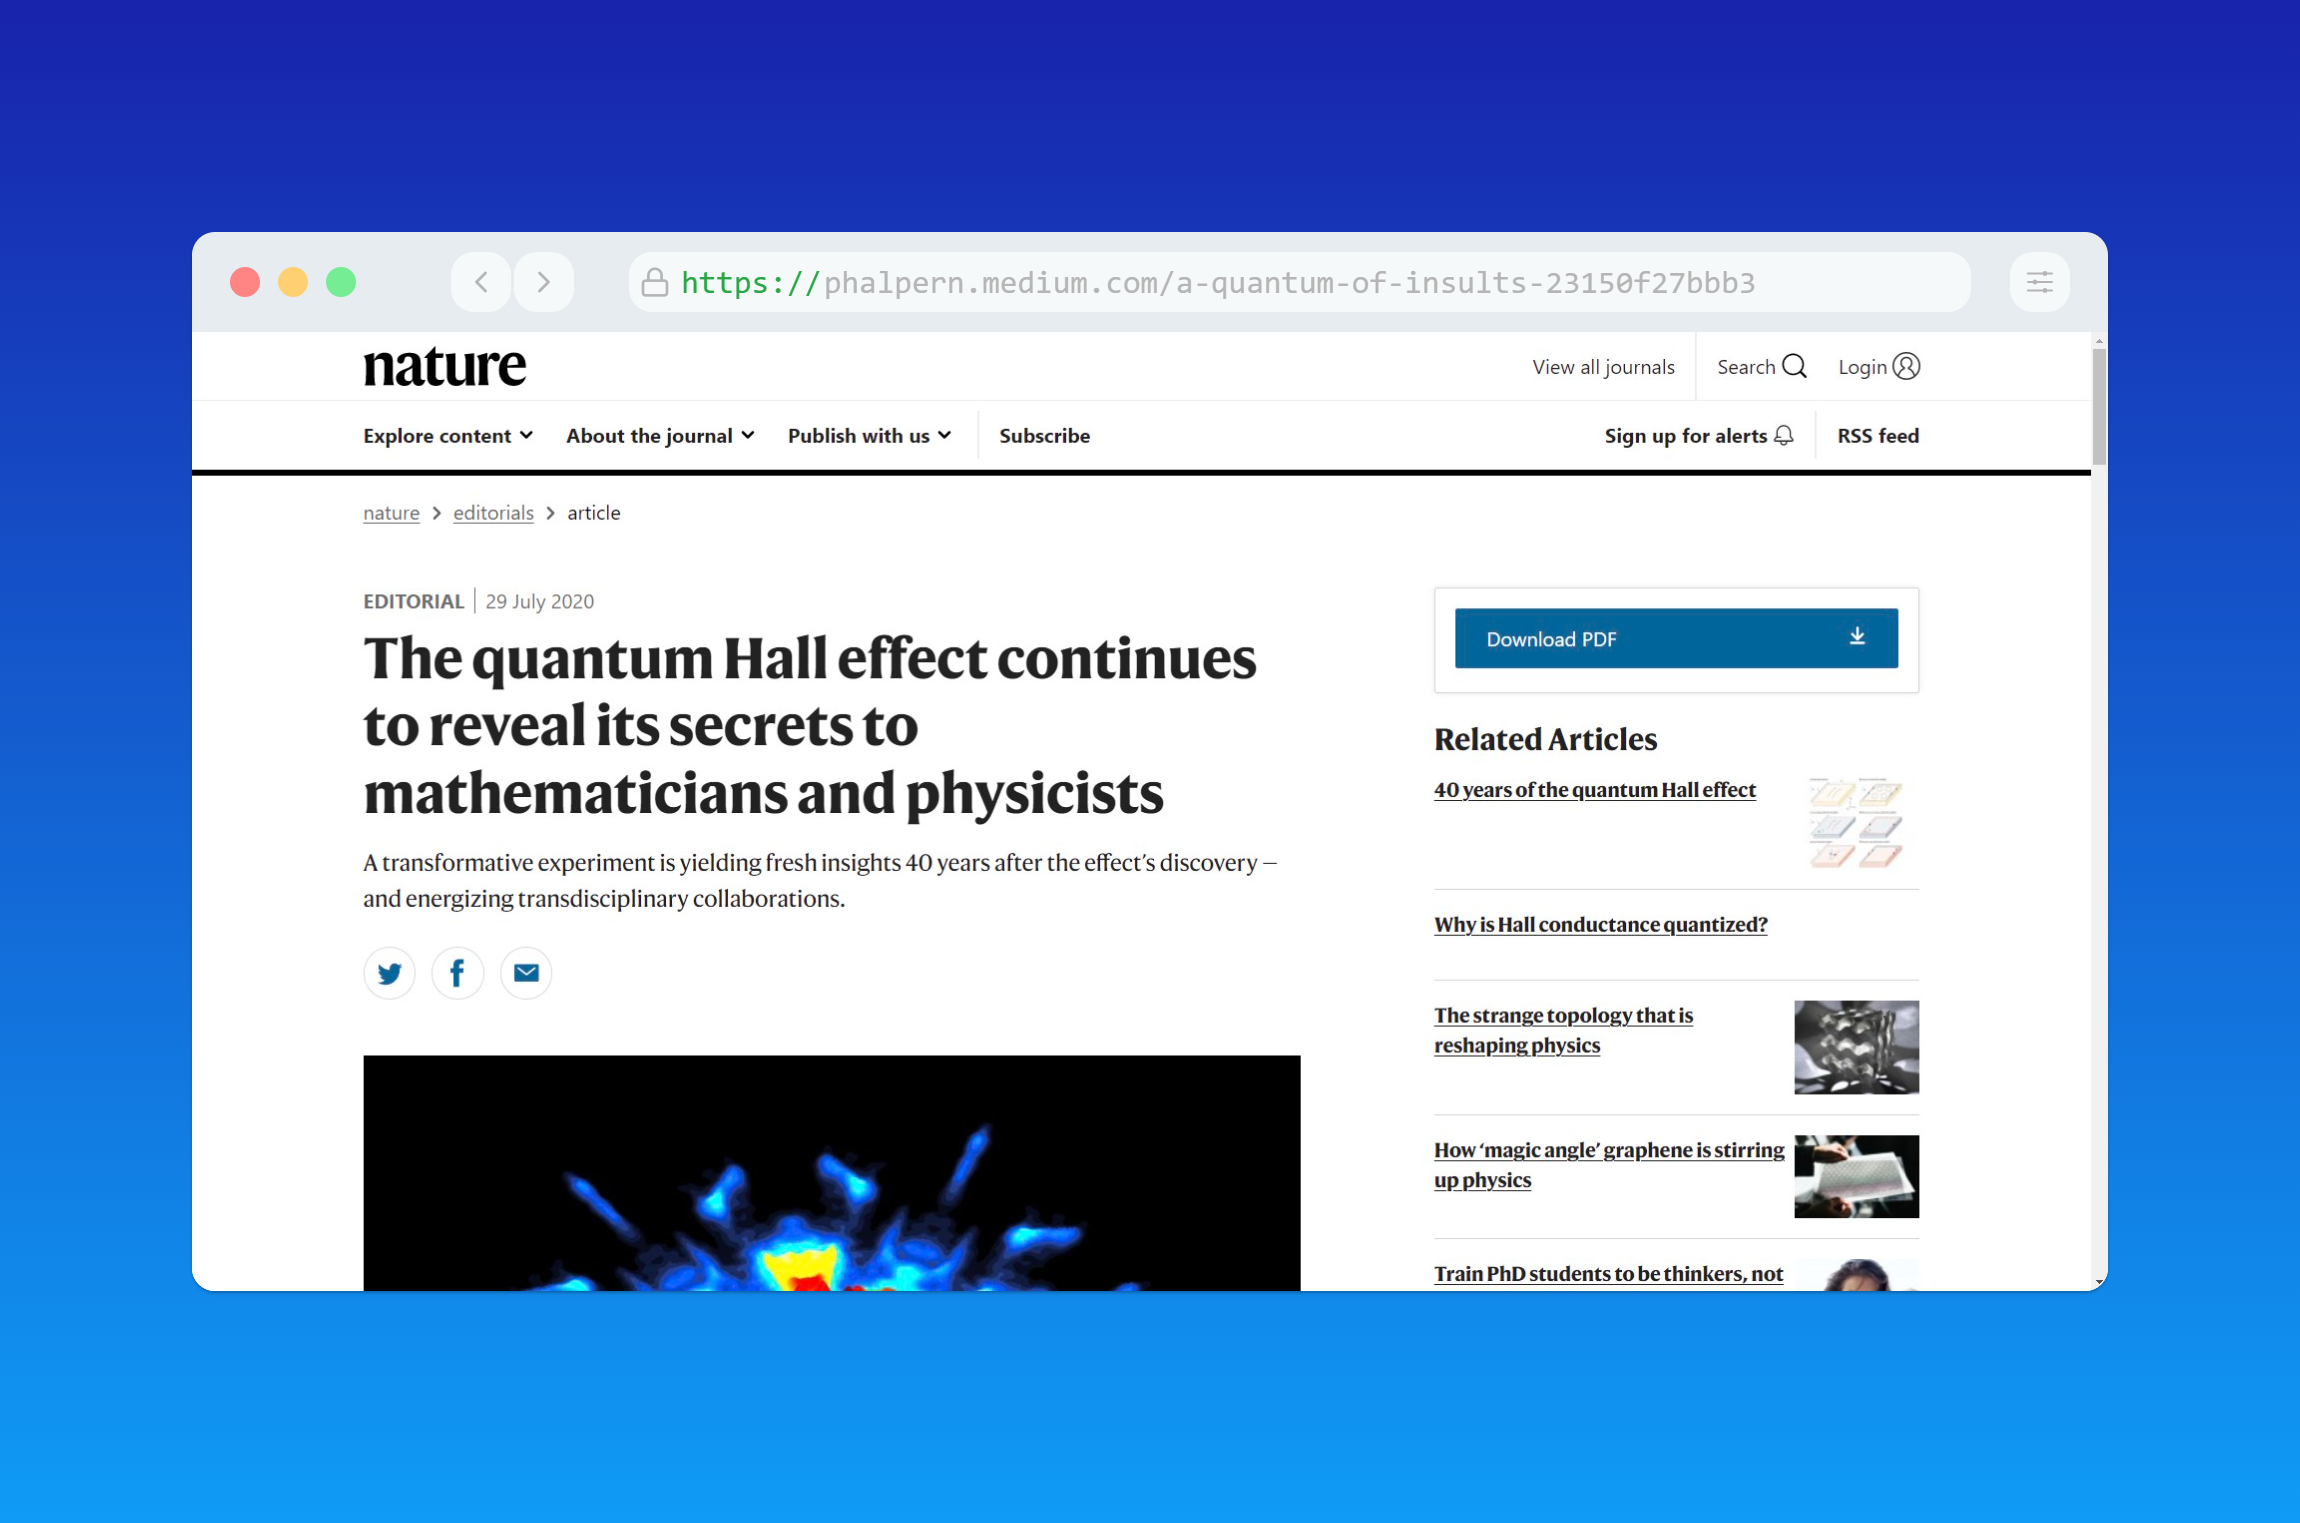 https://phalpern.medium.com/a-quantum-of-insults-23150f27bbb3
nature
View all journals
Search
Login
Explore content
About the journal
Publish with us
Subscribe
Sign up for alerts
RSS feed
nature > editorials > article
EDITORIAL | 29 July 2020
The quantum Hall effect continues
to reveal its secrets to
mathematicians and physicists
A transformative experiment is yielding fresh insights 40 years after the effect’s discovery —
and energizing transdisciplinary collaborations.
Download PDF
Related Articles
40 years of the quantum Hall effect
Why is Hall conductance quantized?
The strange topology that is
reshaping physics
How ‘magic angle’ graphene is stirring
up physics
Train PhD students to be thinkers, not